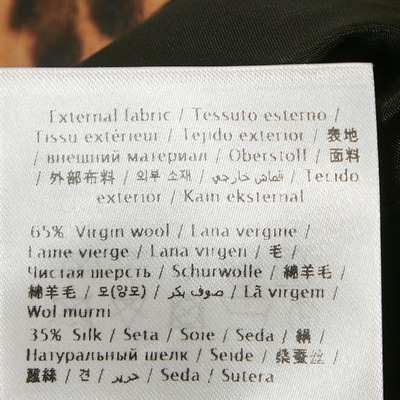 External fabric / Tessuto esterno /
Tissu extérieur / Tejido exterior / 表地
/ внешний материал / Oberstoff / 面料
/ 外部布料 / 외부 소재 / قماش خارجي / Tecido
exterior / Kain eksternal
65% Virgin wool / Lana vergine /
Laine vierge / Lana virgen / 毛 /
Чистая шерсть / Schurwolle / 綿羊毛 /
綿羊毛 / 모(양모) / صوف بكر / Lã virgem /
Wol murni
35% Silk / Seta / Soie / Seda / 絹 /
Натуральный шелк / Seide / 桑蚕丝 /
蠶絲 / 견 / حرير / Seda / Sutera